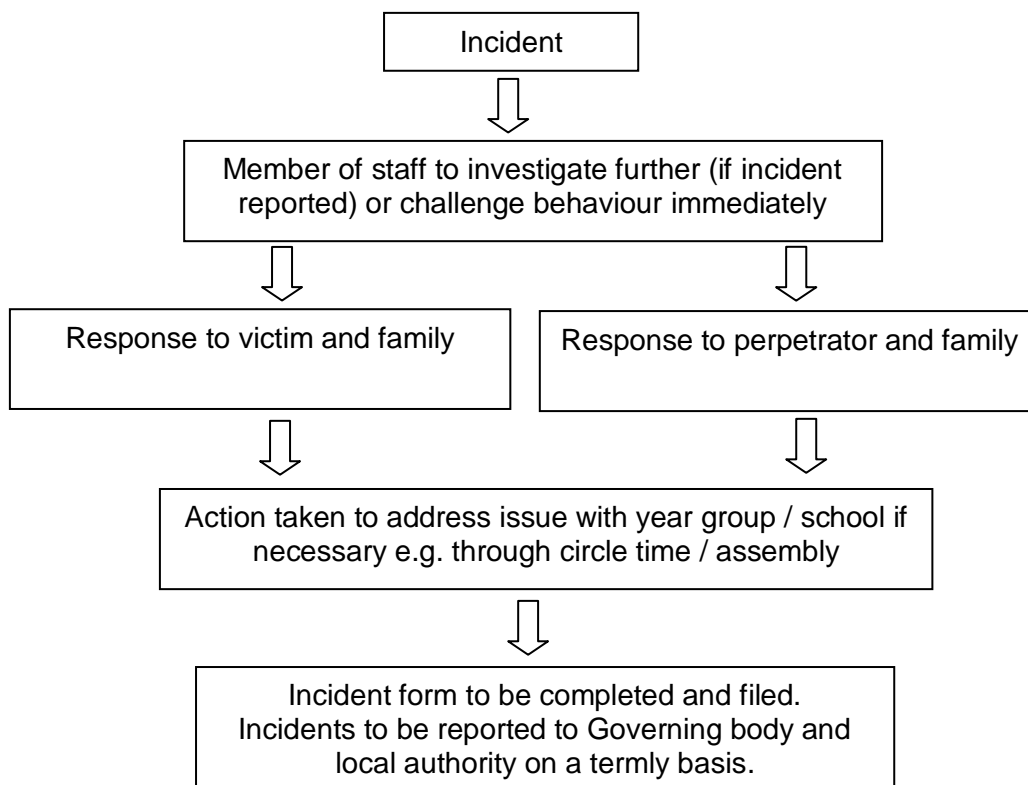 Incident
Member of staff to investigate further (if incident
reported) or challenge behaviour immediately
Response to victim and family
Response to perpetrator and family
Action taken to address issue with year group / school if
necessary e.g. through circle time / assembly
Incident form to be completed and filed.
Incidents to be reported to Governing body and
local authority on a termly basis.